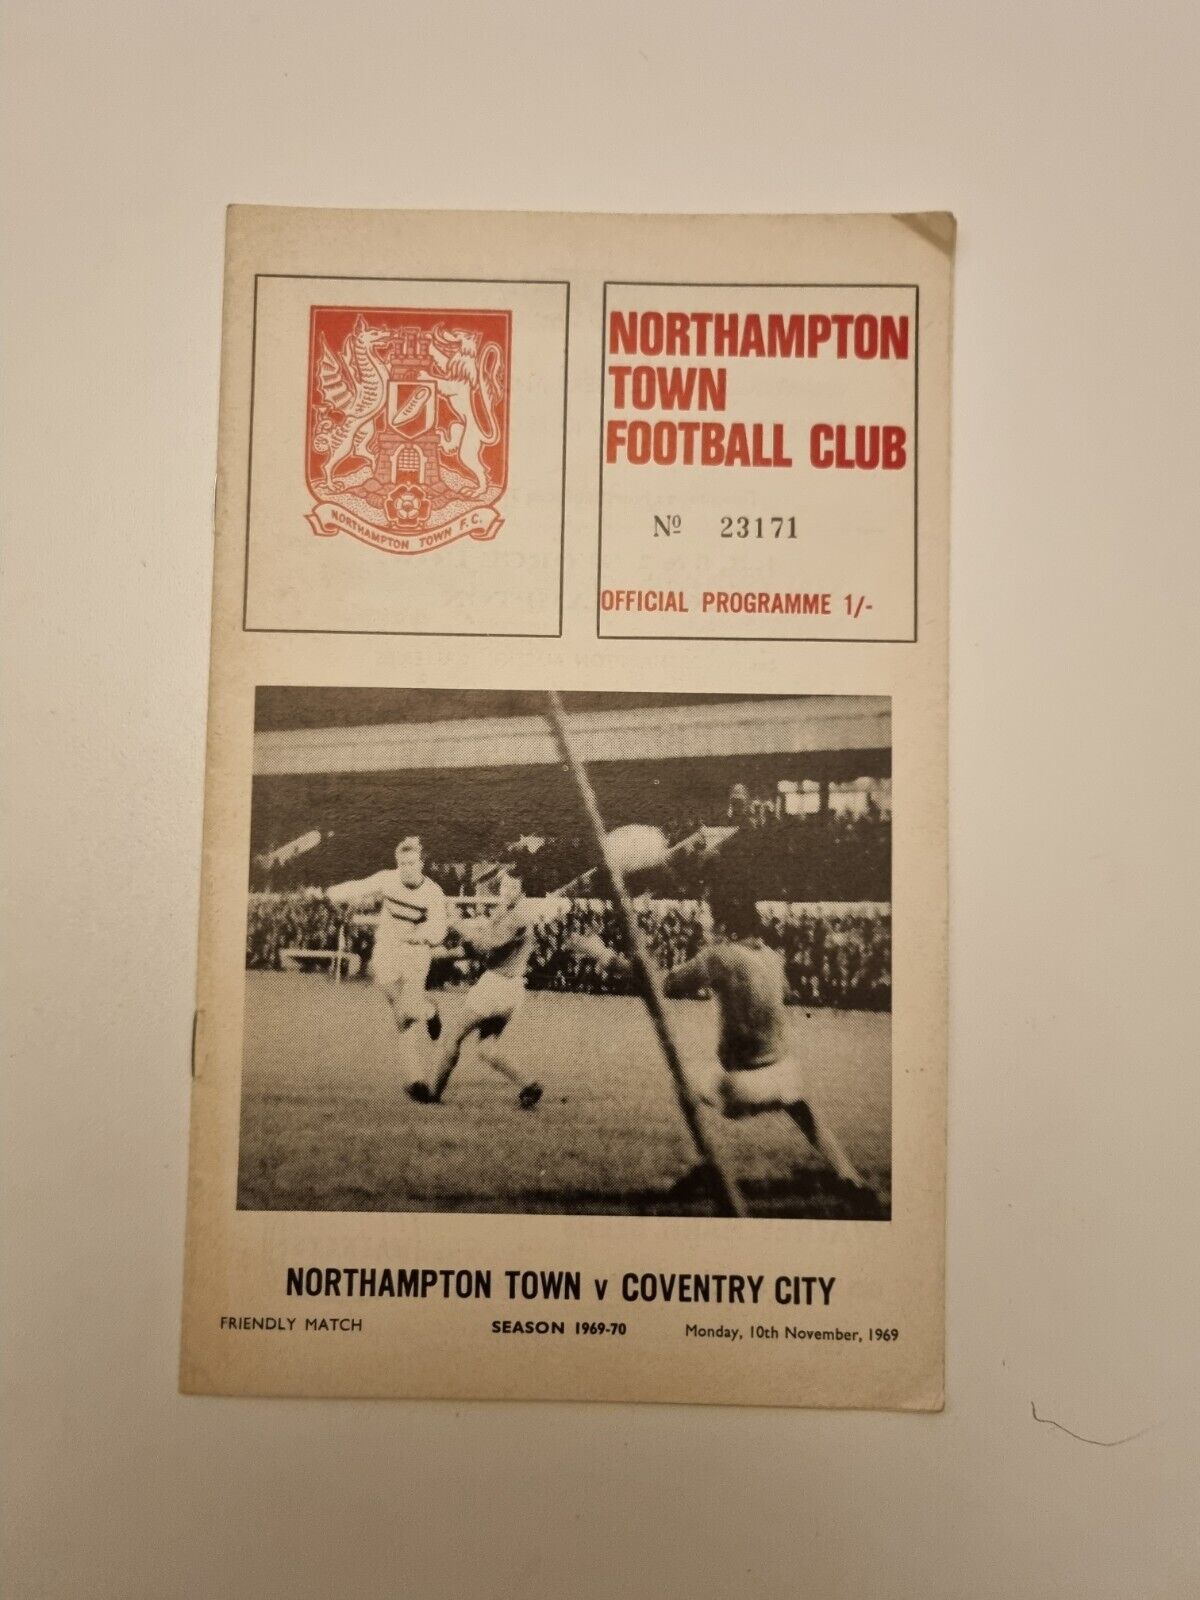 NORTHAMPTON TOWN F.C.
NORTHAMPTON
TOWN
FOOTBALL CLUB
Nº 23171
OFFICIAL PROGRAMME 1/-
NORTHAMPTON TOWN v COVENTRY CITY
FRIENDLY MATCH SEASON 1969-70 Monday, 10th November, 1969